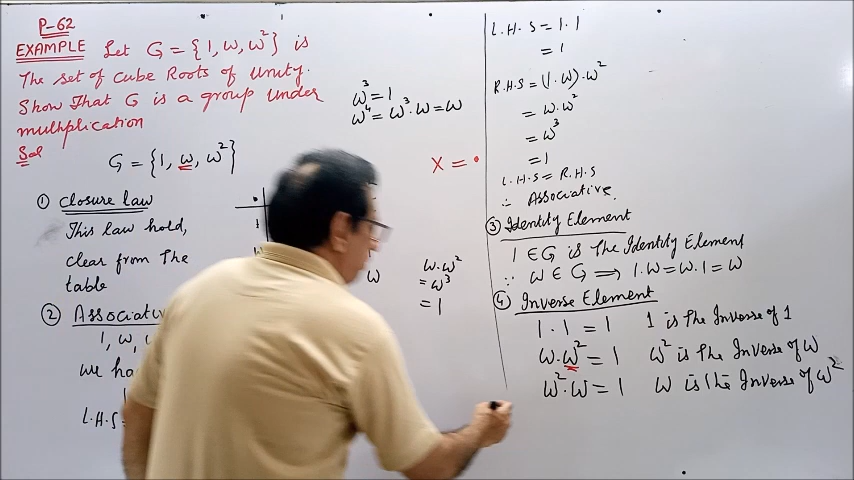 P-62
EXAMPLE Let G = {1, ω, ω²} is
The set of Cube Roots of Unity.
Show That G is a group under
multiplication
Sol
G = {1, ω, ω²}
① Closure law
This law hold,
clear from The
table
② Associati
1, ω,
we ha
L.H.S =
ω³ = 1
ω⁴ = ω³·ω = ω
X = •
ω
ω·ω²
= ω³
= 1
L.H.S = 1·1
= 1
R.H.S = (1·ω)·ω²
= ω·ω²
= ω³
= 1
L.H.S = R.H.S
∴ Associative.
③ Identity Element
1 ∈ G is The Identity Element
∵ ω ∈ G ⟹ 1·ω = ω·1 = ω
④ Inverse Element
1·1 = 1 1 is The Inverse of 1
ω·ω² = 1 ω² is The Inverse of ω
ω²·ω = 1 ω is The Inverse of ω²